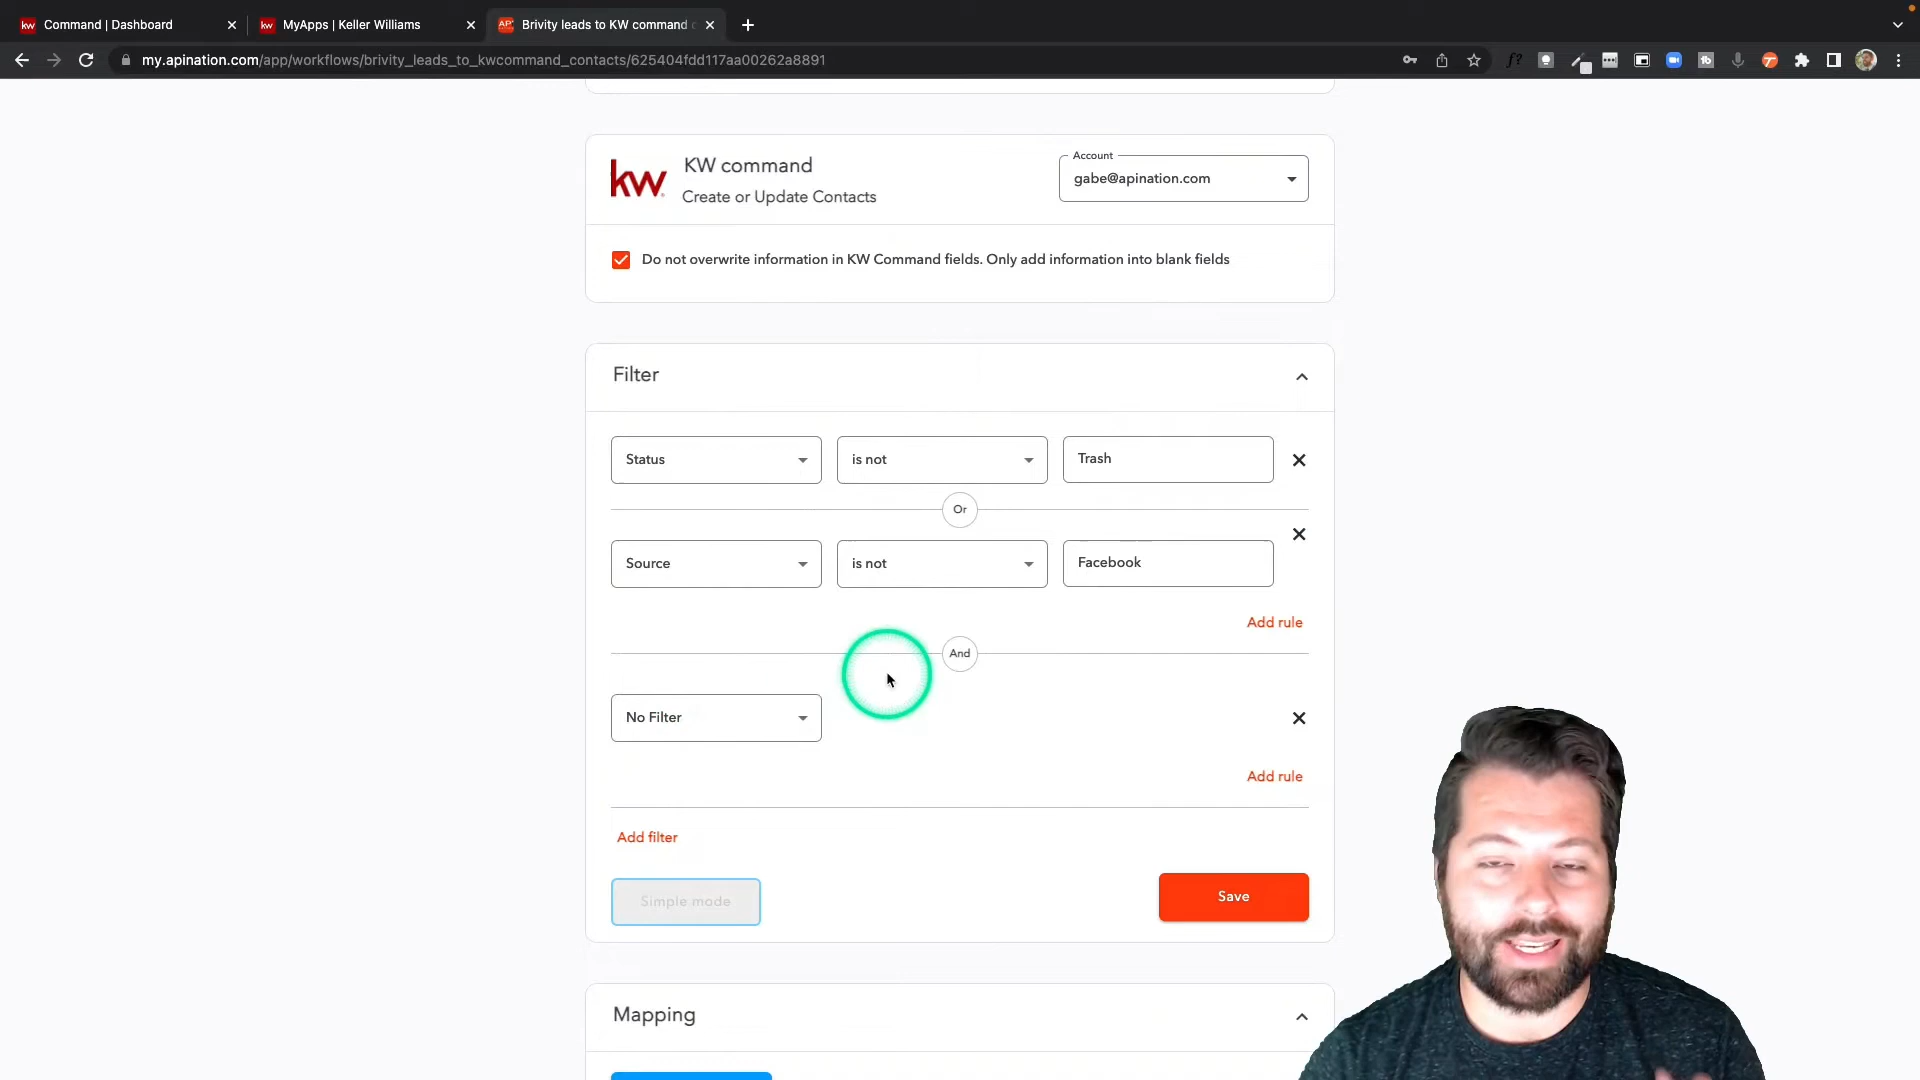 Command | Dashboard
MyApps | Keller Williams
Brivity leads to KW command
my.apination.com/app/workflows/brivity_leads_to_kwcommand_contacts/625404fdd117aa00262a8891
kw
KW command
Create or Update Contacts
Account
gabe@apination.com
Do not overwrite information in KW Command fields. Only add information into blank fields
Filter
Status
is not
Trash
Or
Source
is not
Facebook
Add rule
And
No Filter
Add rule
Add filter
Simple mode
Save
Mapping